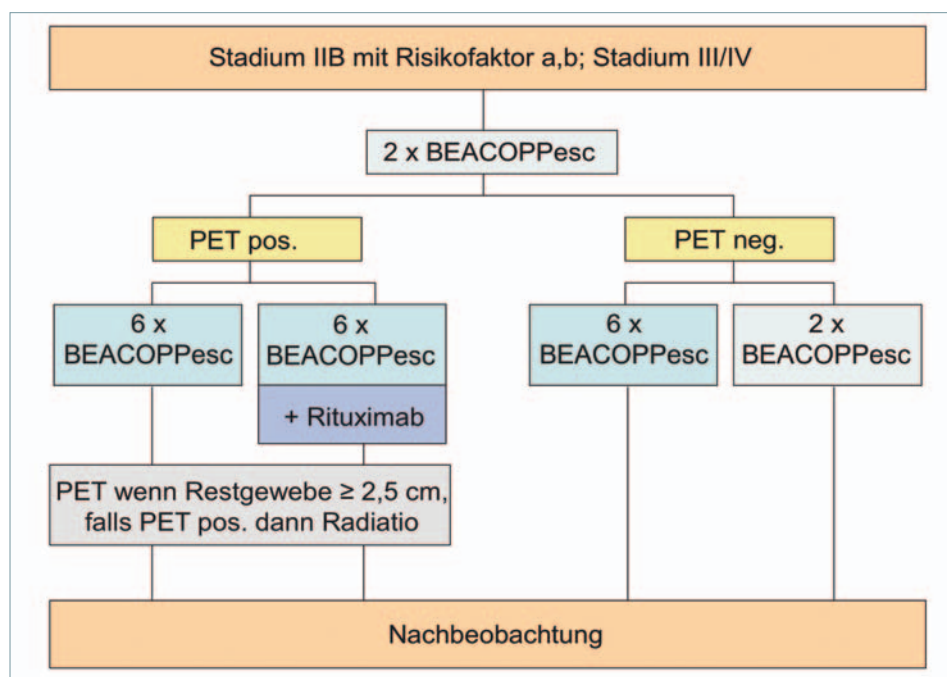 Stadium IIB mit Risikofaktor a,b; Stadium III/IV
2 x BEACOPPesc
PET pos.
PET neg.
6 x
BEACOPPesc
6 x
BEACOPPesc
+ Rituximab
6 x
BEACOPPesc
2 x
BEACOPPesc
PET wenn Restgewebe ≥ 2,5 cm,
falls PET pos. dann Radiatio
Nachbeobachtung